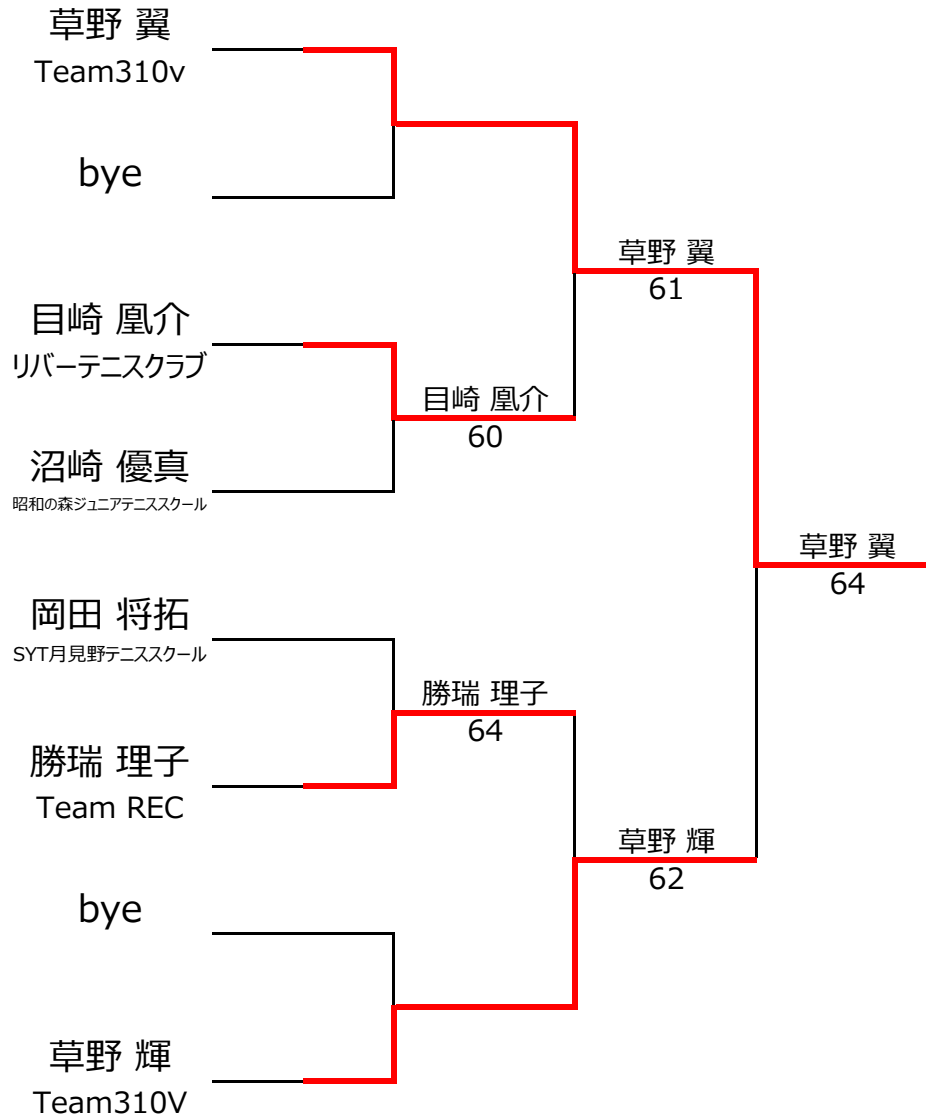 草野 翼
Team310v
bye
目崎 凰介
リバーテニスクラブ
沼崎 優真
昭和の森ジュニアテニススクール
岡田 将拓
SYT月見野テニススクール
勝瑞 理子
Team REC
bye
草野 輝
Team310V
目崎 凰介
60
勝瑞 理子
64
草野 翼
61
草野 輝
62
草野 翼
64